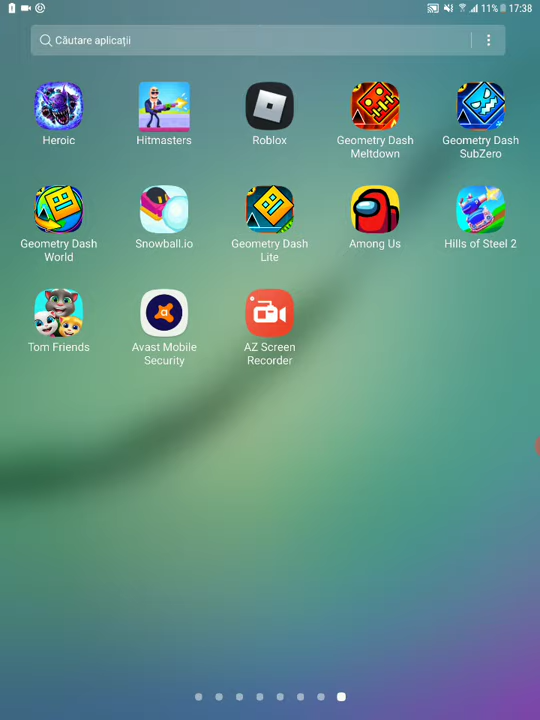 11% 17:38
Căutare aplicații
Heroic
Hitmasters
Roblox
Geometry Dash
Meltdown
Geometry Dash
SubZero
Geometry Dash
World
Snowball.io
Geometry Dash
Lite
Among Us
Hills of Steel 2
Tom Friends
Avast Mobile
Security
AZ Screen
Recorder